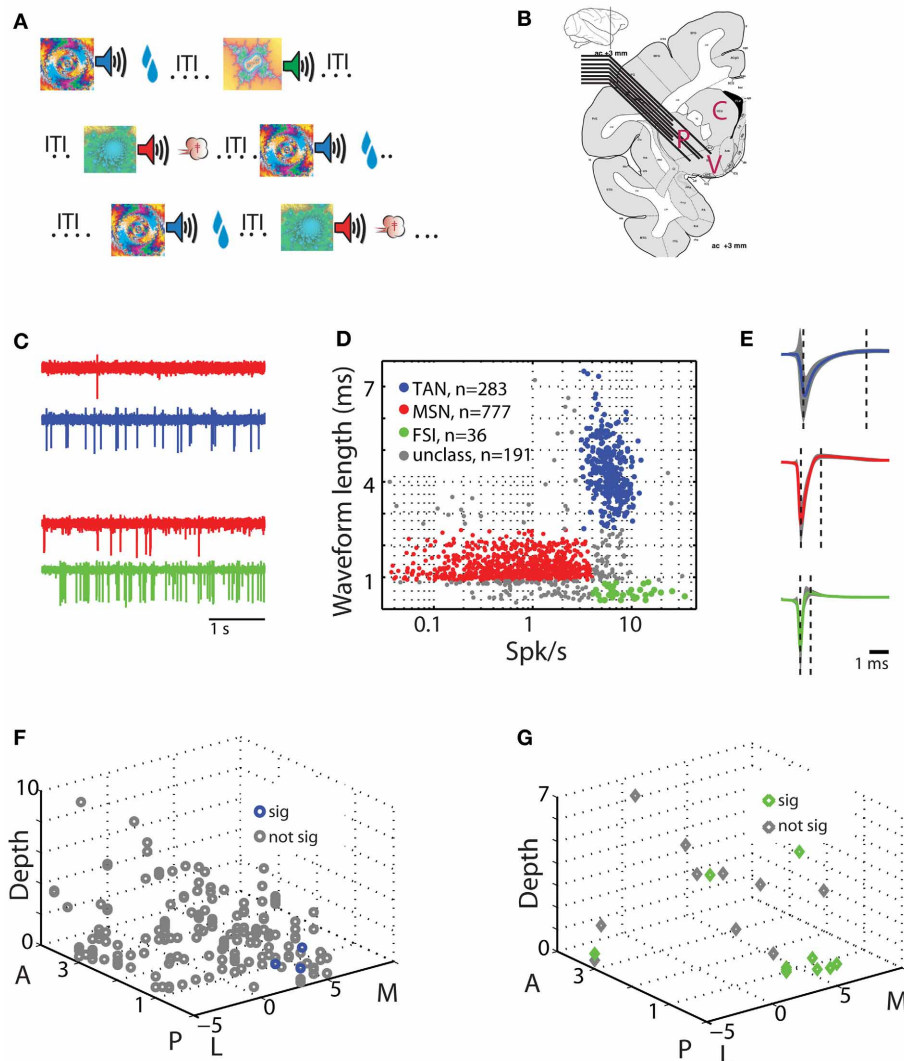 A
ITI
ITI
ITI
ITI
ITI
ITI
B
ac +3 mm
C
P
V
ac +3 mm
C
1 s
D
Waveform length (ms)
7
4
1
TAN, n=283
MSN, n=777
FSI, n=36
unclass, n=191
0.1
1
10
Spk/s
E
1 ms
F
10
Depth
0
A
3
1
P
-5
L
0
5
M
sig
not sig
G
7
Depth
0
A
3
1
P
-5
L
0
5
M
sig
not sig